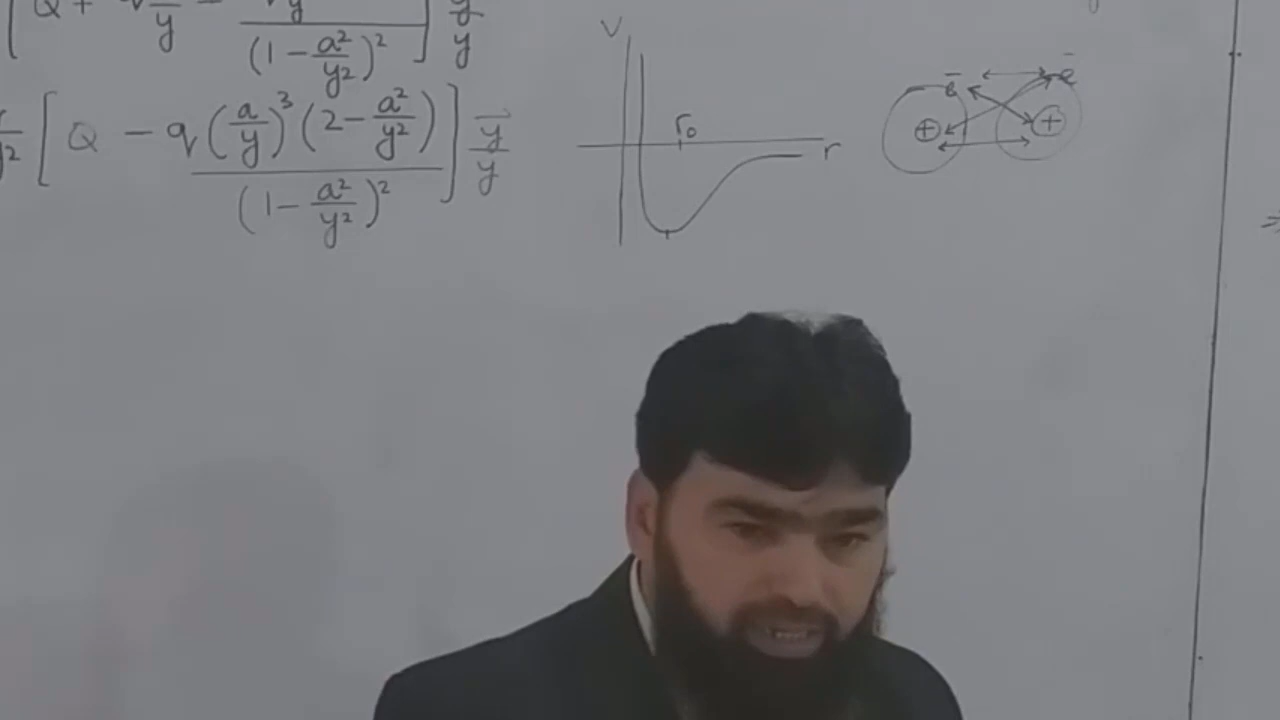 [Q + q a/y - q a/y / (1 - a²/y²)²] y⃗/y
[Q - q(a/y)³(2 - a²/y²) / (1 - a²/y²)²] y⃗/y
V
r₀
r
ē
ē
+
+